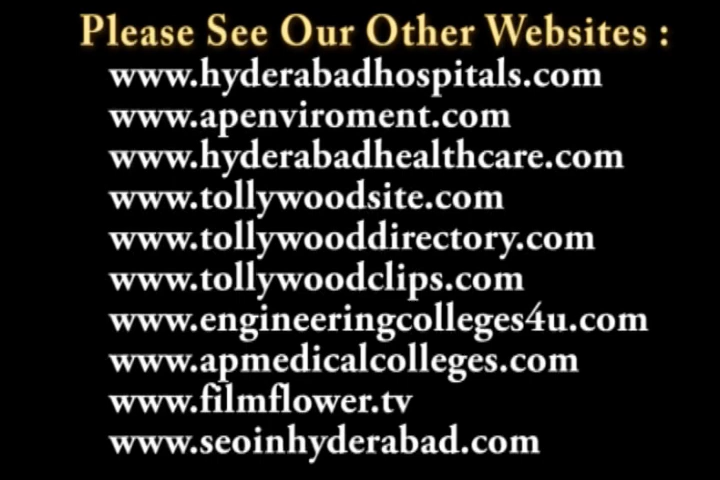 Please See Our Other Websites :
www.hyderabadhospitals.com
www.apenviroment.com
www.hyderabadhealthcare.com
www.tollywoodsite.com
www.tollywooddirectory.com
www.tollywoodclips.com
www.engineeringcolleges4u.com
www.apmedicalcolleges.com
www.filmflower.tv
www.seoinhyderabad.com